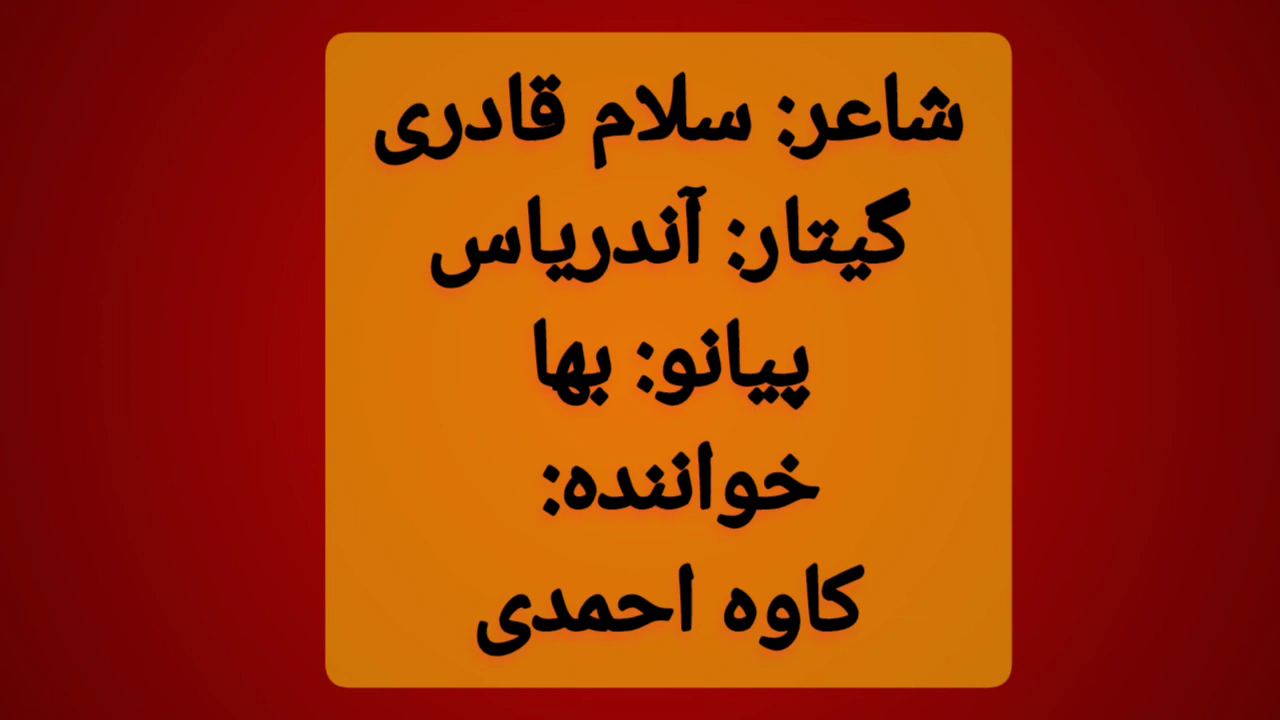 شاعر: سلام قادری
گیتار: آندریاس
پیانو: بها
خواننده:
کاوه احمدی